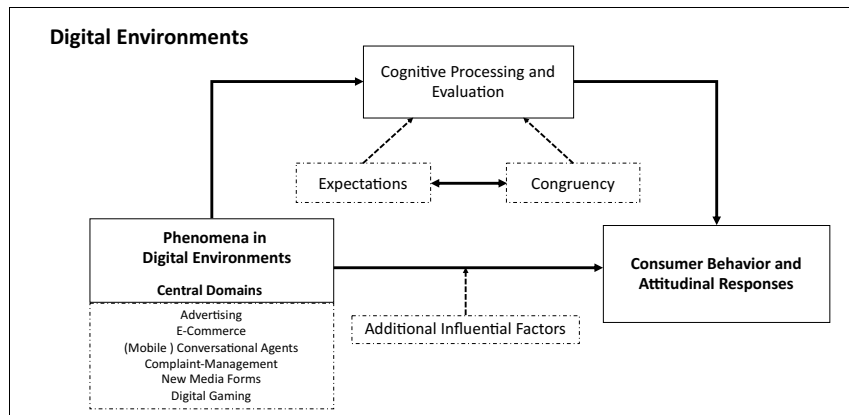 Digital Environments
Cognitive Processing and
Evaluation
Expectations
Congruency
Phenomena in
Digital Environments
Central Domains
Advertising
E-Commerce
(Mobile ) Conversational Agents
Complaint-Management
New Media Forms
Digital Gaming
Additional Influential Factors
Consumer Behavior and
Attitudinal Responses